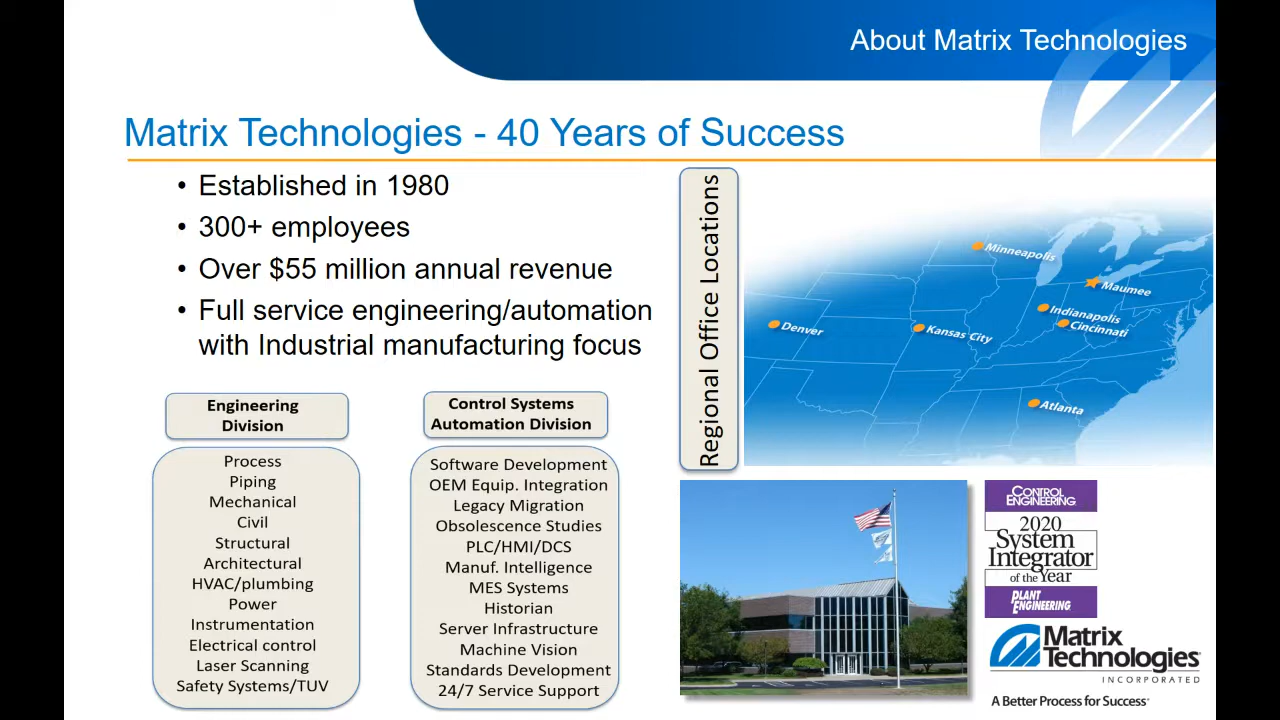 About Matrix Technologies
Matrix Technologies - 40 Years of Success
• Established in 1980
• 300+ employees
• Over $55 million annual revenue
• Full service engineering/automation
with Industrial manufacturing focus
Engineering
Division
Process
Piping
Mechanical
Civil
Structural
Architectural
HVAC/plumbing
Power
Instrumentation
Electrical control
Laser Scanning
Safety Systems/TUV
Control Systems
Automation Division
Software Development
OEM Equip. Integration
Legacy Migration
Obsolescence Studies
PLC/HMI/DCS
Manuf. Intelligence
MES Systems
Historian
Server Infrastructure
Machine Vision
Standards Development
24/7 Service Support
Regional Office Locations
Minneapolis
Maumee
Indianapolis
Cincinnati
Denver
Kansas City
Atlanta
CONTROL
ENGINEERING
2020
System
Integrator
of the Year
PLANT
ENGINEERING
Matrix
Technologies
INCORPORATED
A Better Process for Success